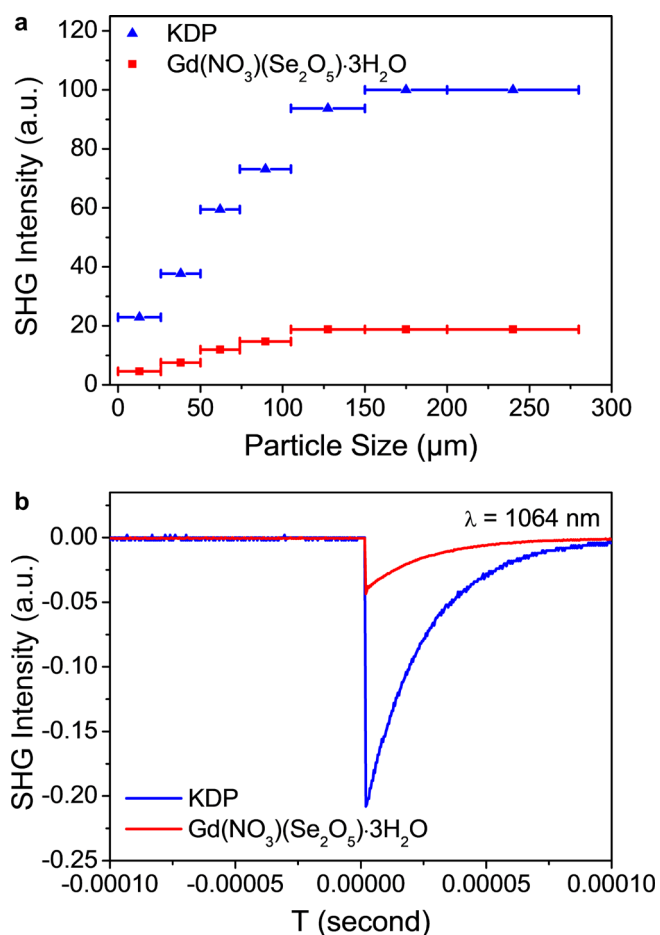 a
KDP
Gd(NO₃)(Se₂O₅)·3H₂O
SHG Intensity (a.u.)
120
100
80
60
40
20
0
0 50 100 150 200 250 300
Particle Size (μm)
b
λ = 1064 nm
SHG Intensity (a.u.)
0.00
-0.05
-0.10
-0.15
-0.20
-0.25
KDP
Gd(NO₃)(Se₂O₅)·3H₂O
-0.00010 -0.00005 0.00000 0.00005 0.00010
T (second)